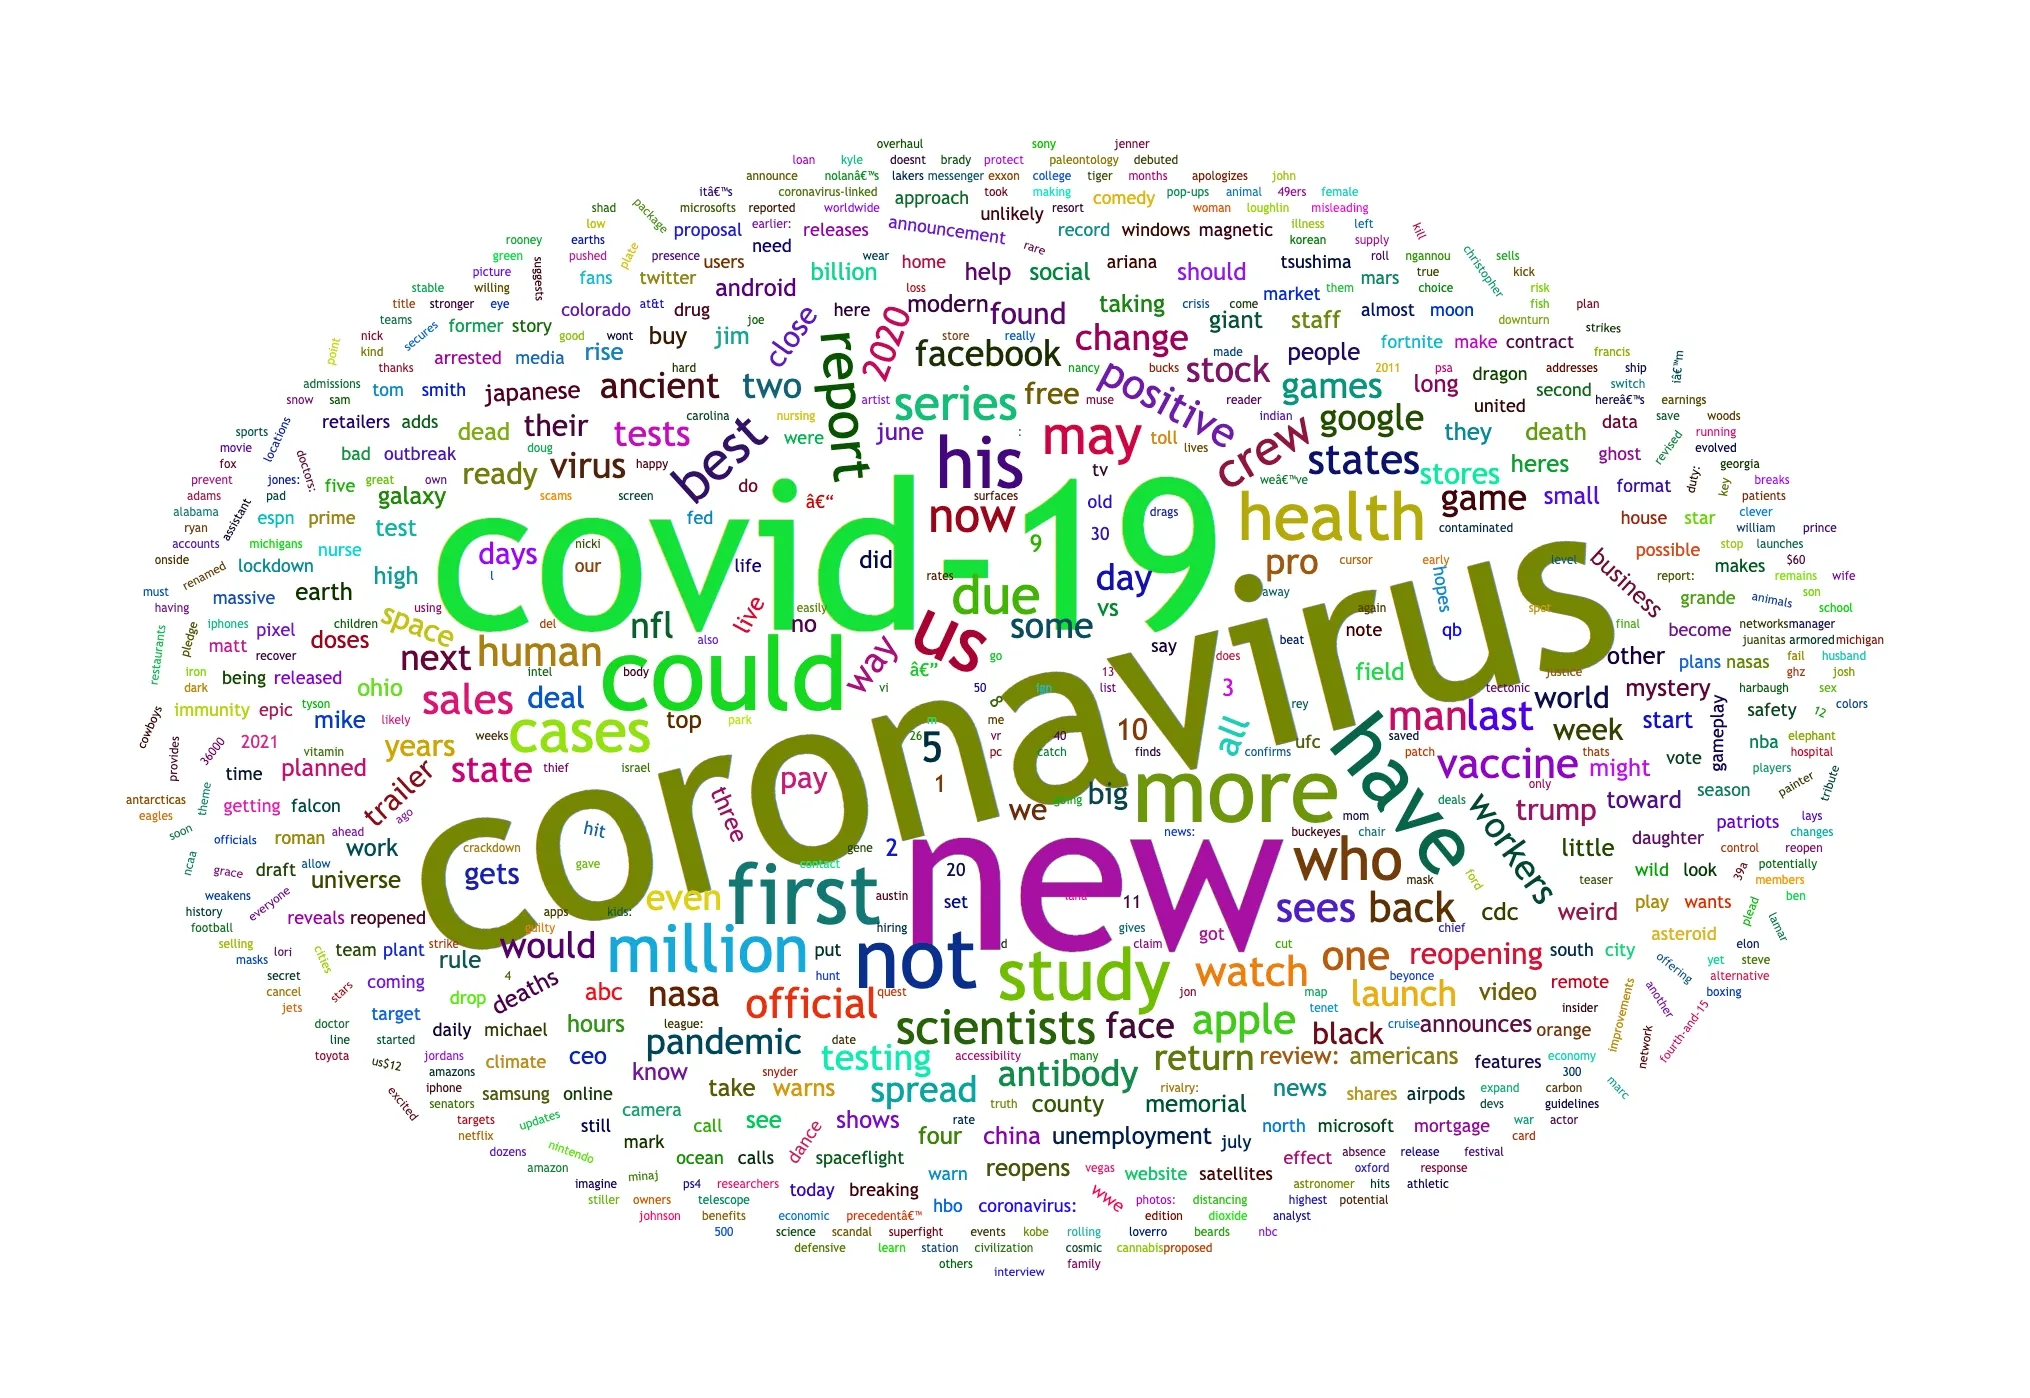 overhaul sony jenner
loan kyle doesnt brady protect paleontology debuted
announce nolanâ€™s lakers messenger exxon college tiger months apologizes john
itâ€™s coronavirus-linked approach took making comedy pop-ups animal 49ers female
shad package microsofts reported worldwide unlikely resort woman loughlin misleading
low proposal earlier: releases announcement record windows magnetic illness left kill
rooney earths plate need rare korean supply
green pushed presence users wear home help social ariana should tsushima roll ngannou christopher sells
picture willing suggests fans twitter billion mars true kick
stable android loss modern taking crisis come market them choice risk
title stronger eye colorado at&t drug here found giant staff almost moon fish plan
teams secures former story joe close 2020 change downturn strikes
nick point good wont buy jim report store really fortnite make contract
kind arrested media rise facebook made people francis
thanks hard nancy bucks stock 2011 psa addresses ship iâ€™m
admissions tom smith japanese ancient two positive games long dragon second switch
snow sam artist series free muse reader united hereâ€™s earnings
retailers adds carolina nursing indian google data save woods
sports locations dead their tests best were june : may toll crew they death running
movie doug lives revised evolved
fox doctors: bad outbreak virus happy his states heres ghost georgia
prevent jones: great own ready do tv weâ€™ve stores duty: key breaks
adams pad five galaxy scams screen surfaces old health game small format patients
alabama assistant espn prime fed â€“ covid-19 now drags house star clever
ryan test contaminated william prince
accounts michigans nurse days nicki 9 30 business stop launches
onside lockdown our life did pro cursor early level possible $60
renamed high l rates day hopes makes report: remains wife
must massive earth easily due away grande animals son
having using vs again spot school
iphones space children del nfl live no us some note qb final become networks manager
restaurants pledge matt pixel doses also way say beat juanitas armored michigan
recover next human go does other fail husband
iron being released intel body could â€” 13 field justice plans nasas ghz josh
dark ohio vi 50 ign list 3 tectonic mystery harbaugh sex
immunity epic tyson sales deal coronavirus ∞ rey world safety 12 colors
cowboys mike likely cases top park m me man last start
2021 years weeks 26 5 vr 40 10 all ufc saved week gameplay nba elephant
provides 36000 vitamin pc catch finds confirms patch thats vote hospital
time planned state thief israel vaccine might players
trailer pay 1 going big more have only season painter tribute
antarcticas theme getting falcon three we mom deals trump toward
eagles ago workers patriots lays
soon officials roman ahead hit news: buckeyes chair daughter changes
ncaa work crackdown gene 2 new who little control reopen
grace draft allow gets gave contact 20 mask ford wild look 39a potentially
weakens universe first austin teaser members
history everyone even set lana 11 sees back cdc weird play wants ben
football reveals reopened apps kids: guilty hiring gives chief plead
selling team plant strike would million put not d claim got cut one reopening south city asteroid lamar elon
masks lori cities rule study yet steve
secret coming 4 hunt watch beyonce offering alternative
cancel stars drop deaths abc nasa official quest jon map launch video remote another boxing
jets target tenet insider
doctor daily michael hours league: scientists face apple black cruise announces orange improvements
line started pandemic date
toyota us$12 jordans climate ceo testing accessibility many return review: americans features economy network fourth-and-15
amazons know snyder antibody 300
excited iphone samsung online take warns spread rivalry: news shares airpods expand carbon marc
senators camera truth county memorial devs guidelines
targets updates still call see shows rate war actor
netflix mark dance four china unemployment july north microsoft mortgage card
dozens nintendo ocean calls spaceflight effect absence release festival
amazon minaj warn reopens vegas website satellites oxford response
imagine ps4 researchers today breaking wwe astronomer hits athletic
stiller owners telescope hbo coronavirus: photos: distancing highest potential
johnson benefits economic precedentâ€™ edition dioxide analyst
500 science scandal superfight events kobe rolling loverro beards nbc
defensive learn station civilization cosmic cannabis proposed
others family
interview